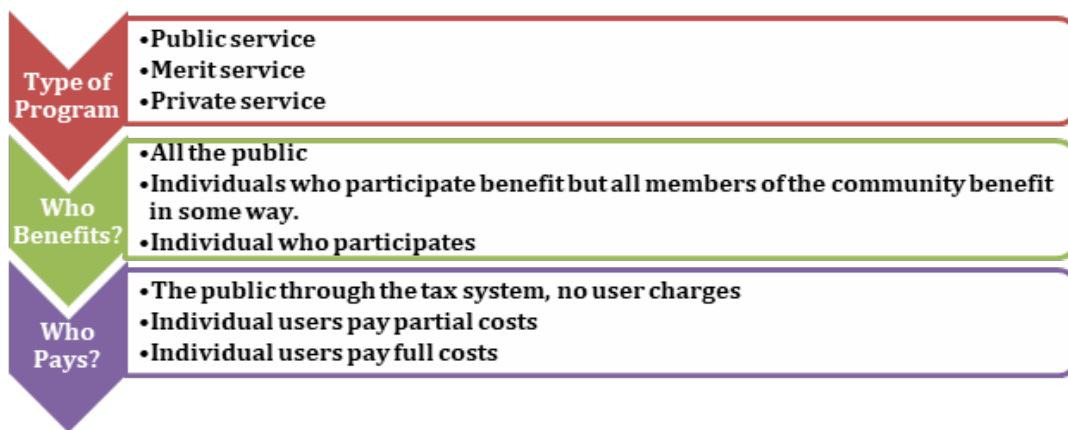 Type of
Program
•Public service
•Merit service
•Private service
Who
Benefits?
•All the public
•Individuals who participate benefit but all members of the community benefit
in some way.
•Individual who participates
Who
Pays?
•The public through the tax system, no user charges
•Individual users pay partial costs
•Individual users pay full costs